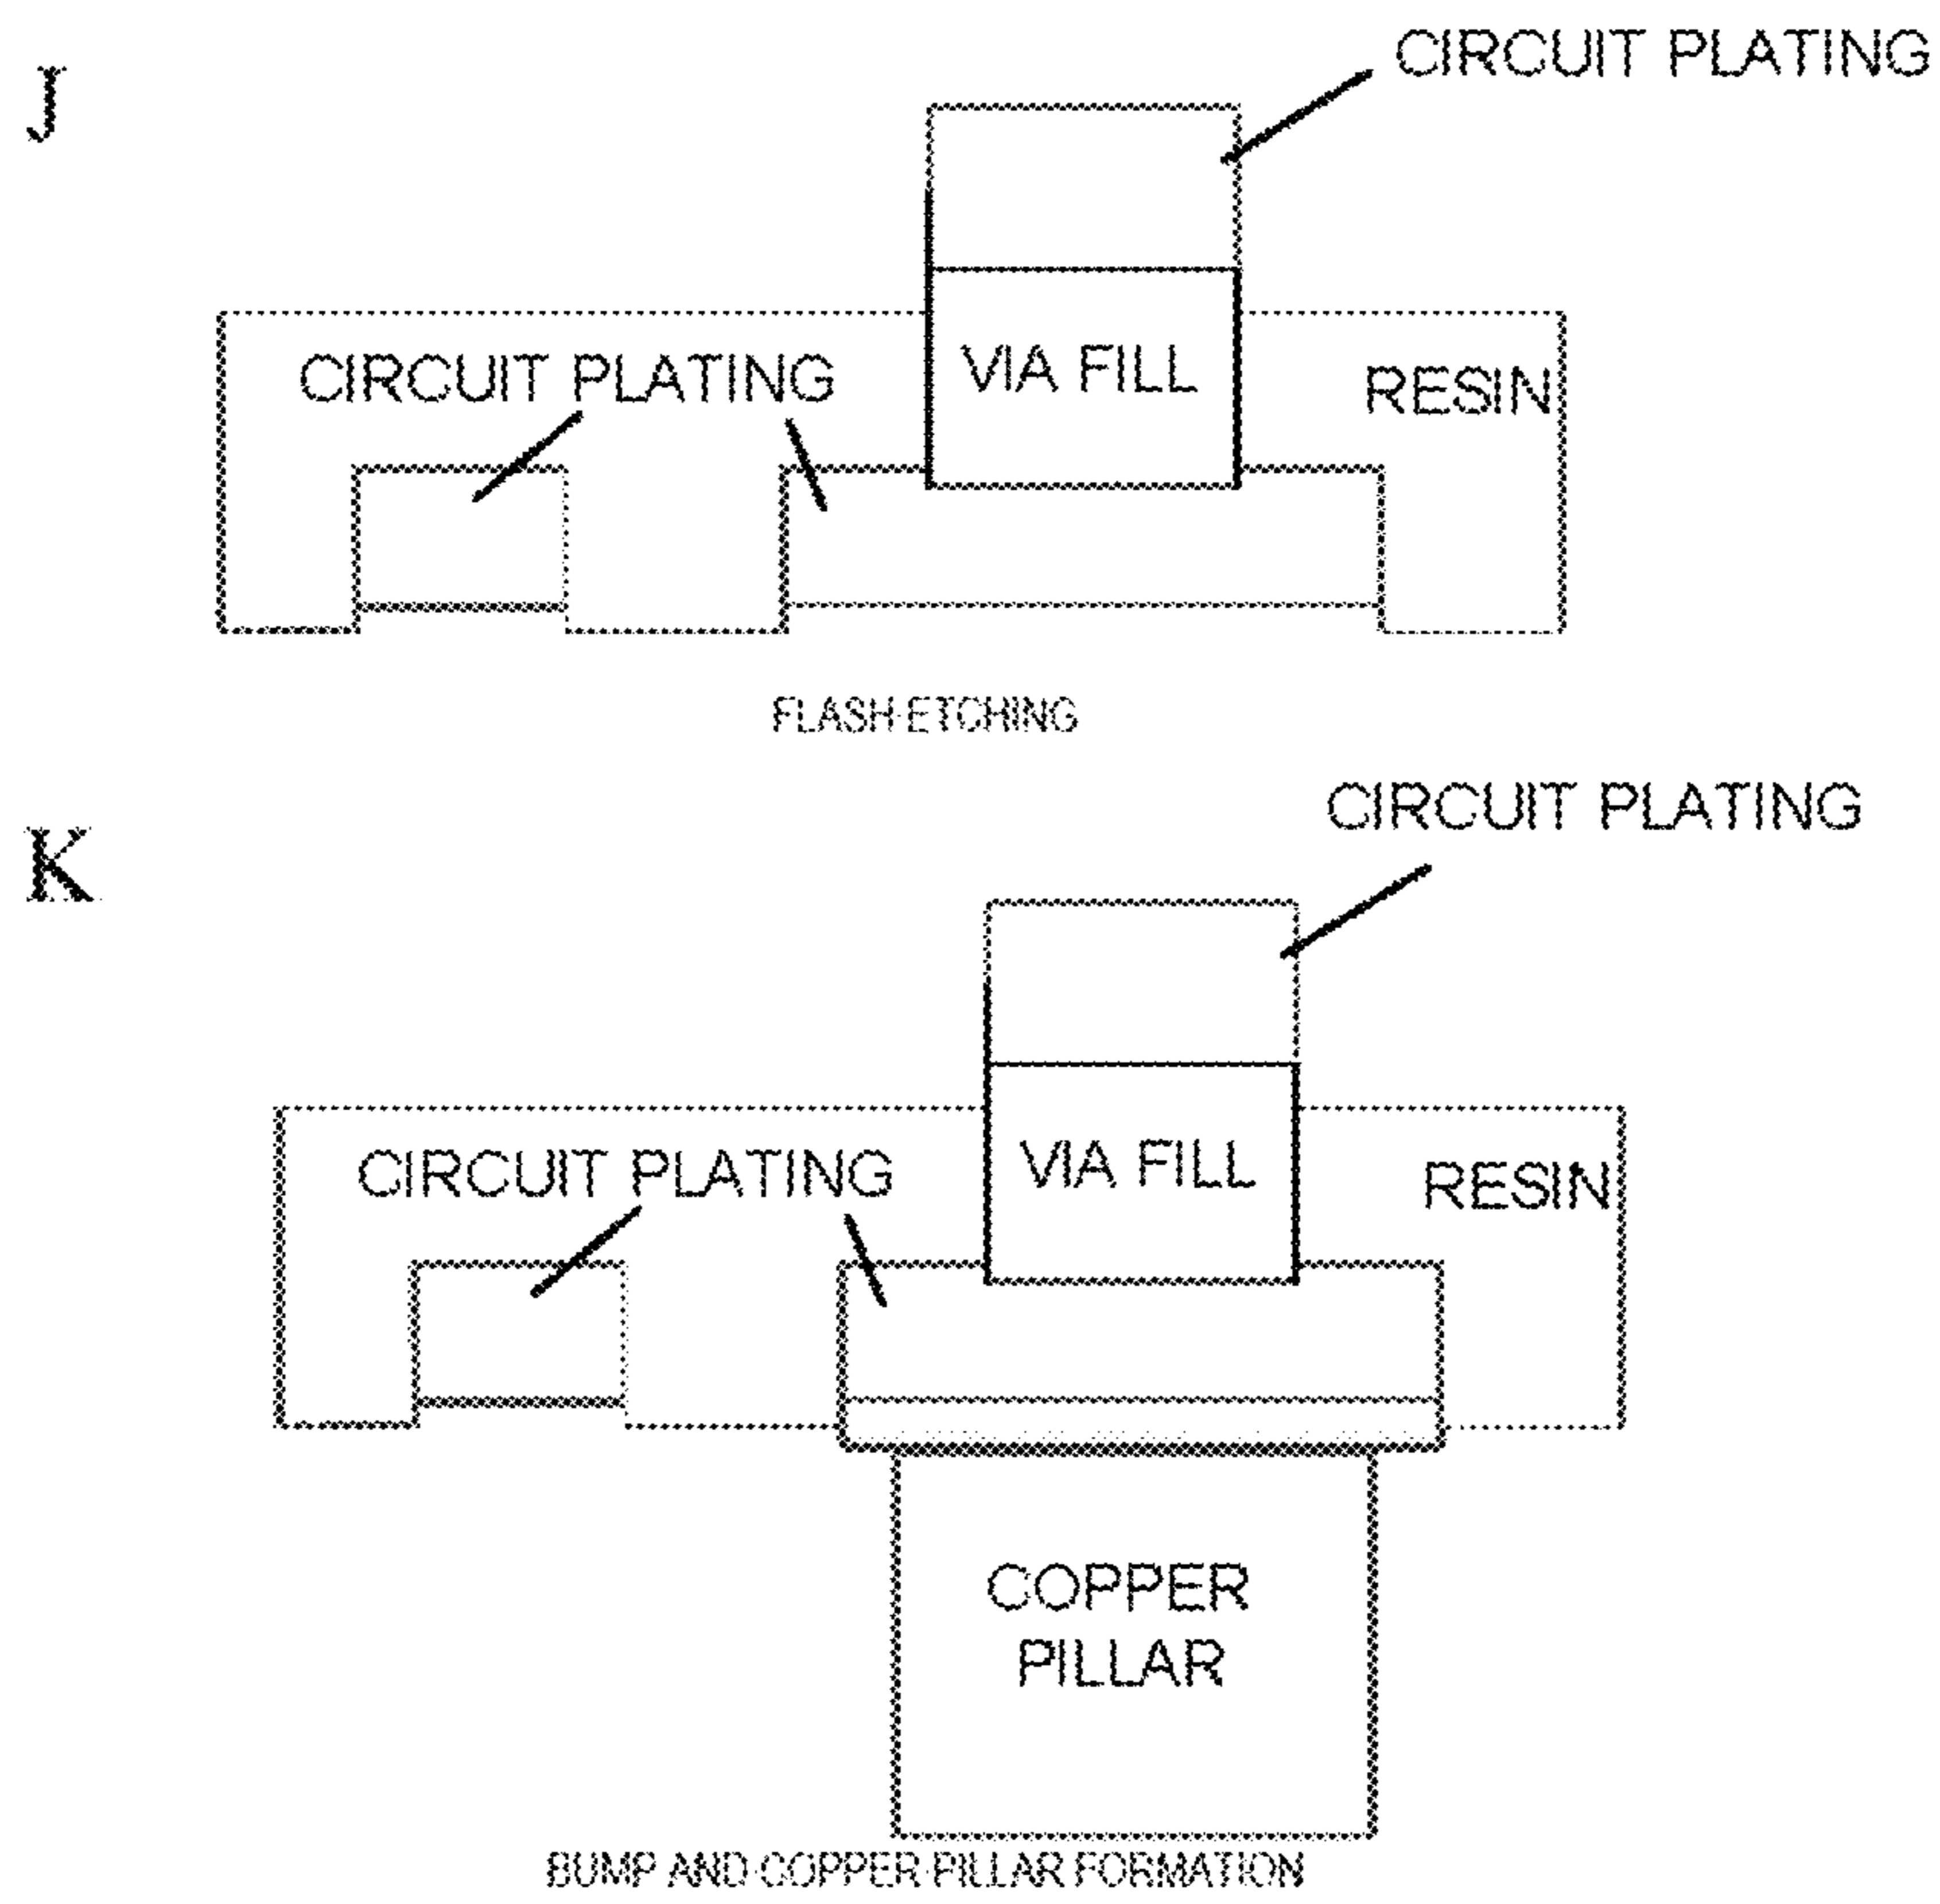 J
CIRCUIT PLATING
CIRCUIT PLATING
VIA FILL
RESIN
FLASH ETCHING
K
CIRCUIT PLATING
CIRCUIT PLATING
VIA FILL
RESIN
COPPER
PILLAR
BUMP AND COPPER PILLAR FORMATION